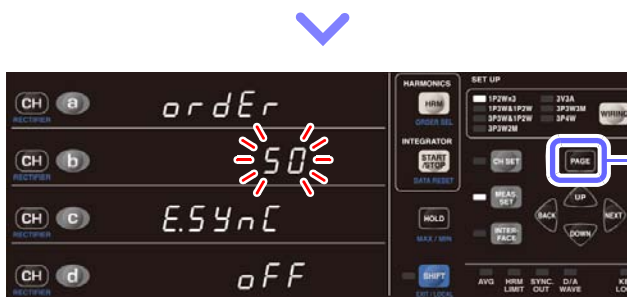 HARMONICS
SET UP
CH a
RECTIFIER
ordEr
HRM
ORDER SEL
1P2W×3
1P3W&1P2W
3P3W&1P2W
3P3W2M
3V3A
3P3W3M
3P4W
WIRING
INTEGRATOR
CH b
RECTIFIER
50
START
/STOP
DATA RESET
CH SET
PAGE
CH c
RECTIFIER
E.SYnC
HOLD
MAX / MIN
MEAS.
SET
UP
BACK
NEXT
INTER-
FACE
DOWN
CH d
RECTIFIER
oFF
SHIFT
EXIT / LOCAL
AVG
HRM
LIMIT
SYNC.
OUT
D/A
WAVE